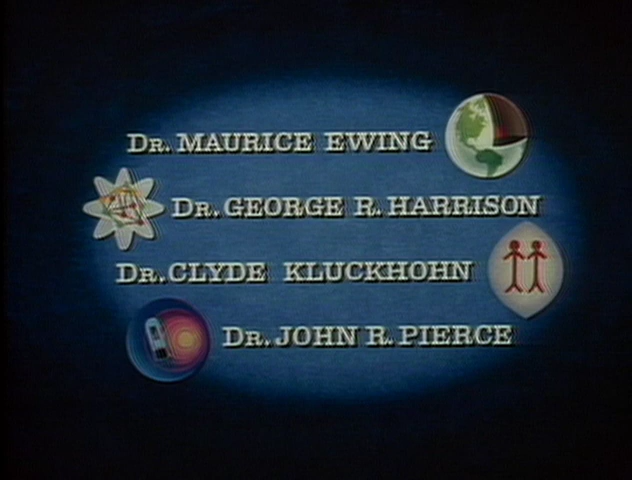 Dr. MAURICE EWING
Dr. GEORGE R. HARRISON
Dr. CLYDE KLUCKHOHN
Dr. JOHN R. PIERCE